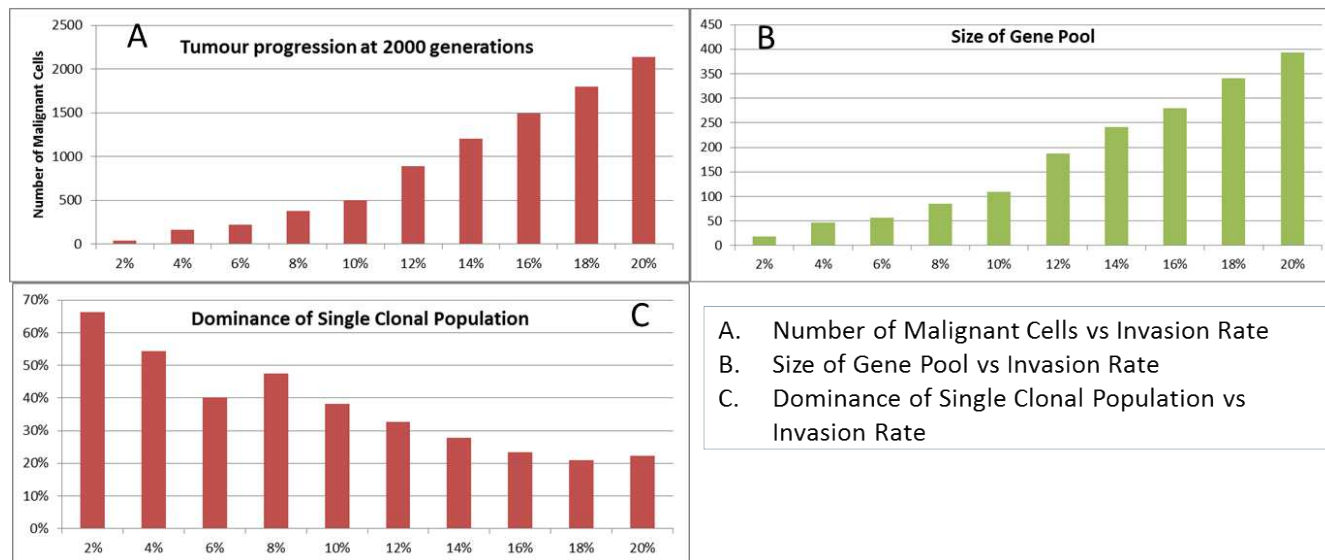 A
Tumour progression at 2000 generations
Number of Malignant Cells
2500
2000
1500
1000
500
0
2% 4% 6% 8% 10% 12% 14% 16% 18% 20%
B
Size of Gene Pool
450
400
350
300
250
200
150
100
50
0
2% 4% 6% 8% 10% 12% 14% 16% 18% 20%
Dominance of Single Clonal Population
C
70%
60%
50%
40%
30%
20%
10%
0%
2% 4% 6% 8% 10% 12% 14% 16% 18% 20%
A. Number of Malignant Cells vs Invasion Rate
B. Size of Gene Pool vs Invasion Rate
C. Dominance of Single Clonal Population vs
Invasion Rate